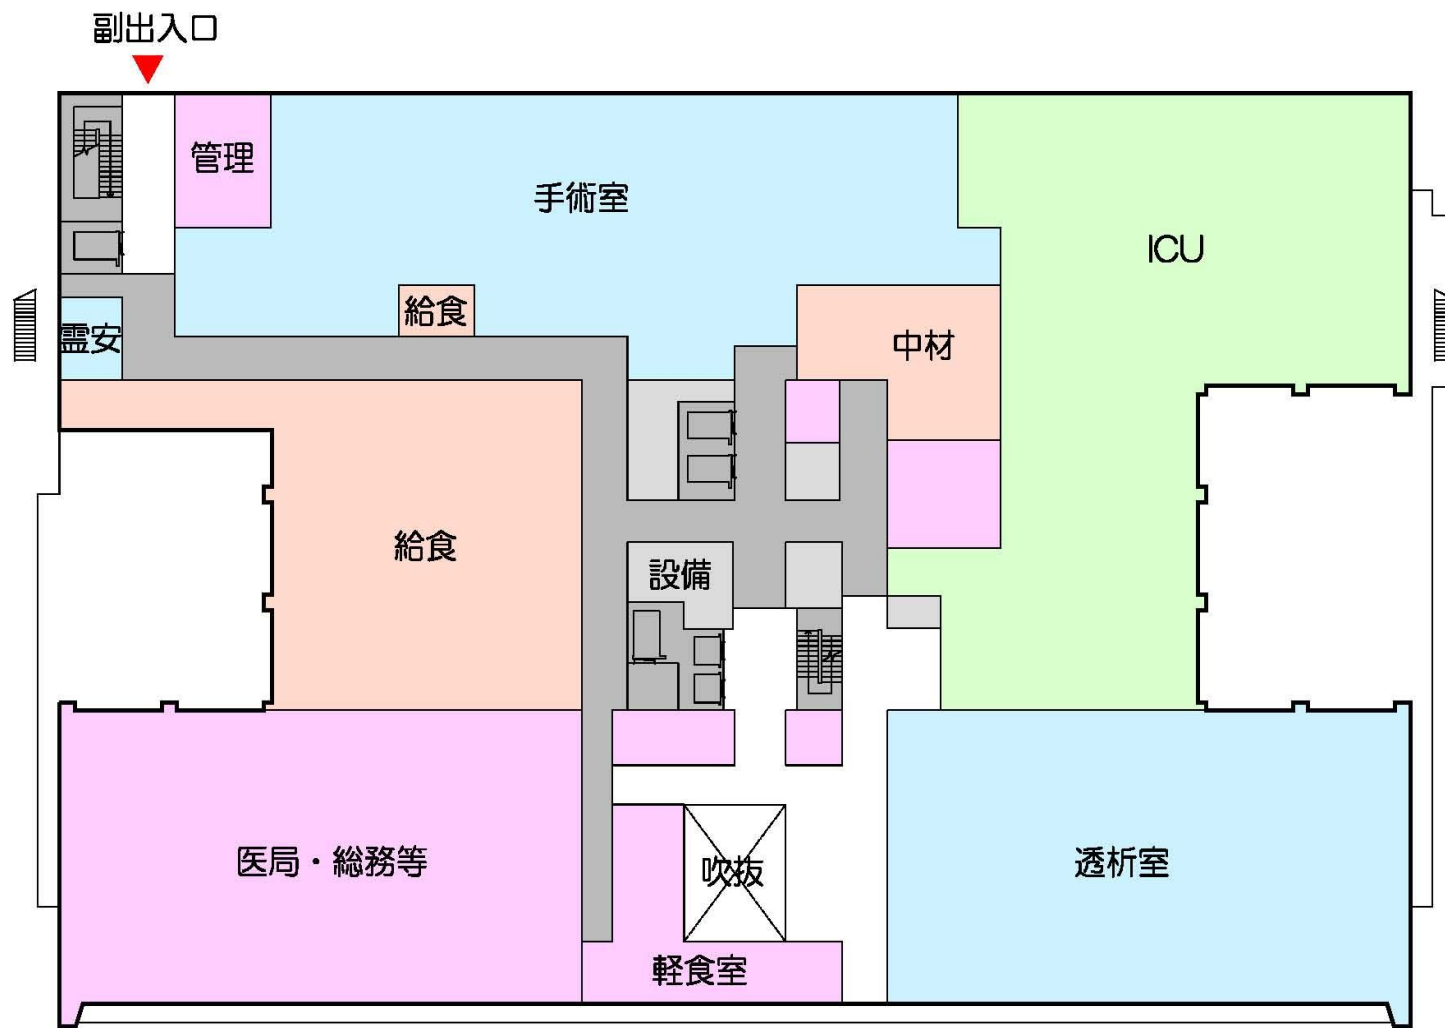 副出入口
管理
手術室
ICU
給食
霊安
中材
給食
設備
医局・総務等
吹抜
透析室
軽食室